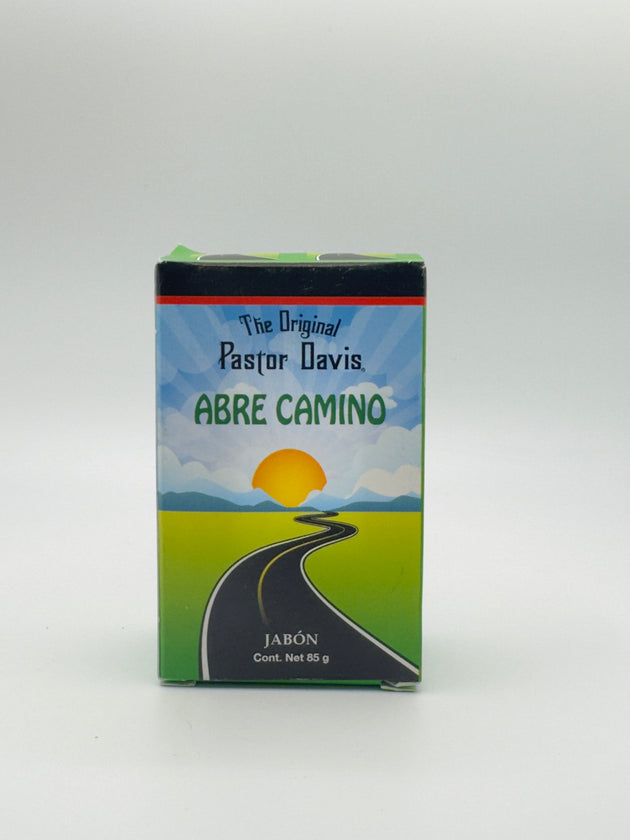 The Original
Pastor Davis®
ABRE CAMINO
JABÓN
Cont. Net 85 g